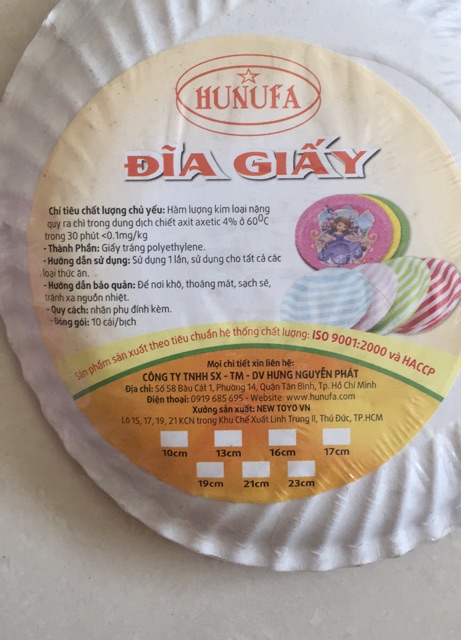 HUNUFA
ĐĨA GIẤY
Chỉ tiêu chất lượng chủ yếu: Hàm lượng kim loại nặng
quy ra chì trong dung dịch chiết axit axetic 4% ở 60⁰C
trong 30 phút <0.1mg/kg
- Thành Phần: Giấy tráng polyethylene.
- Hướng dẫn sử dụng: Sử dụng 1 lần, sử dụng cho tất cả các
loại thức ăn.
- Hướng dẫn bảo quản: Để nơi khô, thoáng mát, sạch sẽ,
tránh xa nguồn nhiệt.
- Quy cách: nhãn phụ đính kèm.
- Đóng gói: 10 cái/bịch
Sản phẩm sản xuất theo tiêu chuẩn hệ thống chất lượng: ISO 9001:2000 và HACCP
Mọi chi tiết xin liên hệ:
CÔNG TY TNHH SX - TM - DV HƯNG NGUYÊN PHÁT
Địa chỉ: Số 58 Bàu Cát 1, Phường 14, Quận Tân Bình, Tp. Hồ Chí Minh
Điện thoại: 0919 685 695 - Website: www.hunufa.com
Xưởng sản xuất: NEW TOYO VN
Lô 15, 17, 19, 21 KCN trong Khu Chế Xuất Linh Trung II, Thủ Đức, TP.HCM
10cm 13cm 16cm 17cm
19cm 21cm 23cm